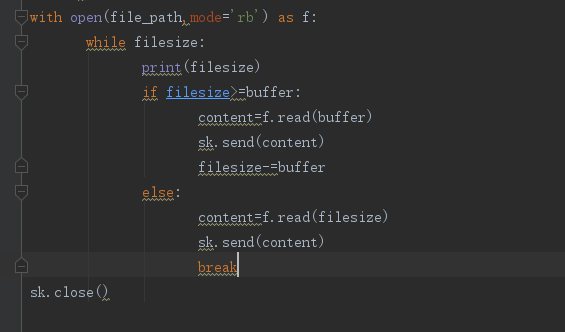 with open(file_path,mode='rb') as f:
while filesize:
print(filesize)
if filesize>=buffer:
content=f.read(buffer)
sk.send(content)
filesize-=buffer
else:
content=f.read(filesize)
sk.send(content)
break
sk.close()